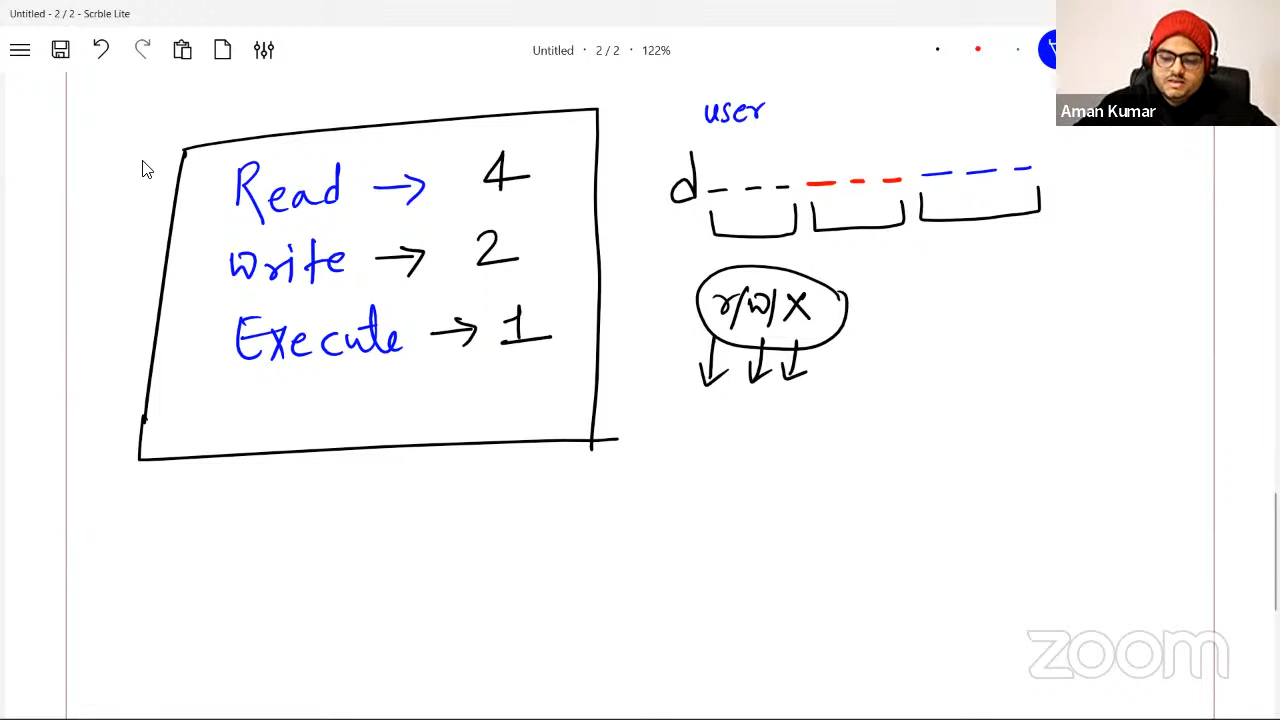 Untitled - 2 / 2 - Scrble Lite
Untitled · 2 / 2 · 122%
Aman Kumar
user
Read → 4
Write → 2
Execute → 1
d _ _ _ _ _ _ _ _ _
r/w/x
zoom